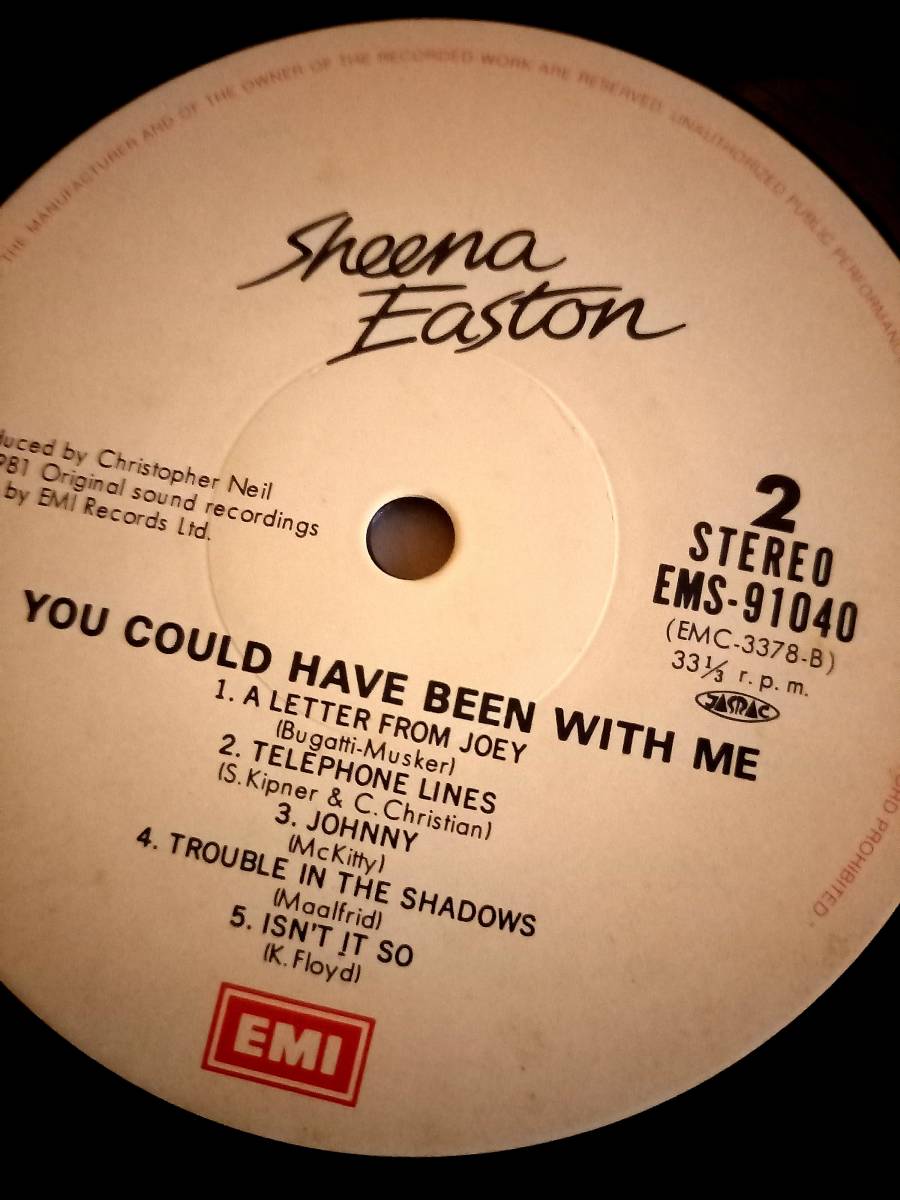 THE MANUFACTURER AND OF THE OWNER OF THE RECORDED WORK ARE RESERVED. UNAUTHORIZED PUBLIC PERFORMANC
ORD PROHIBITED.
Sheena
Easton
duced by Christopher Neil
981 Original sound recordings
by EMI Records Ltd.
2
STEREO
EMS-91040
(EMC-3378-B)
33⅓ r.p.m.
JASRAC
YOU COULD HAVE BEEN WITH ME
1. A LETTER FROM JOEY
(Bugatti-Musker)
2. TELEPHONE LINES
(S. Kipner & C. Christian)
3. JOHNNY
(McKitty)
4. TROUBLE IN THE SHADOWS
(Maalfrid)
5. ISN'T IT SO
(K. Floyd)
EMI